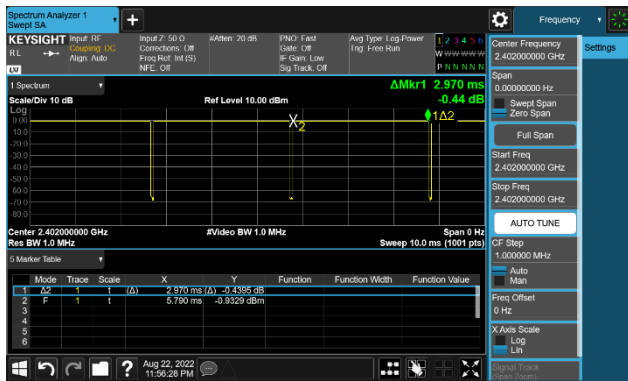 Spectrum Analyzer 1
Swept SA
+
Frequency
KEYSIGHT Input: RF Input Z: 50 Ω #Atten: 20 dB PNO: Fast Avg Type: Log-Power 1 2 3 4 5 6
RL Coupling: DC Corrections: Off Gate: Off Trig: Free Run W W W W W W
Align: Auto Freq Ref: Int (S) IF Gain: Low P N N N N N
NFE: Off Sig Track: Off
LXI
1 Spectrum
ΔMkr1 2.970 ms
Scale/Div 10 dB Ref Level 10.00 dBm -0.44 dB
Log
0.00
-10.0
-20.0
-30.0
-40.0
-50.0
-60.0
-70.0
-80.0
X2
1Δ2
Center 2.402000000 GHz #Video BW 1.0 MHz Span 0 Hz
Res BW 1.0 MHz Sweep 10.0 ms (1001 pts)
5 Marker Table
Mode Trace Scale X Y Function Function Width Function Value
1 Δ2 1 t (Δ) 2.970 ms (Δ) -0.4395 dB
2 F 1 t 5.790 ms -0.9329 dBm
3
4
5
6
? Aug 22, 2022
11:56:28 PM
Settings
Center Frequency
2.402000000 GHz
Span
0.00000000 Hz
Swept Span
Zero Span
Full Span
Start Freq
2.402000000 GHz
Stop Freq
2.402000000 GHz
AUTO TUNE
CF Step
1.000000 MHz
Auto
Man
Freq Offset
0 Hz
X Axis Scale
Log
Lin
Signal Track
(Span Zoom)